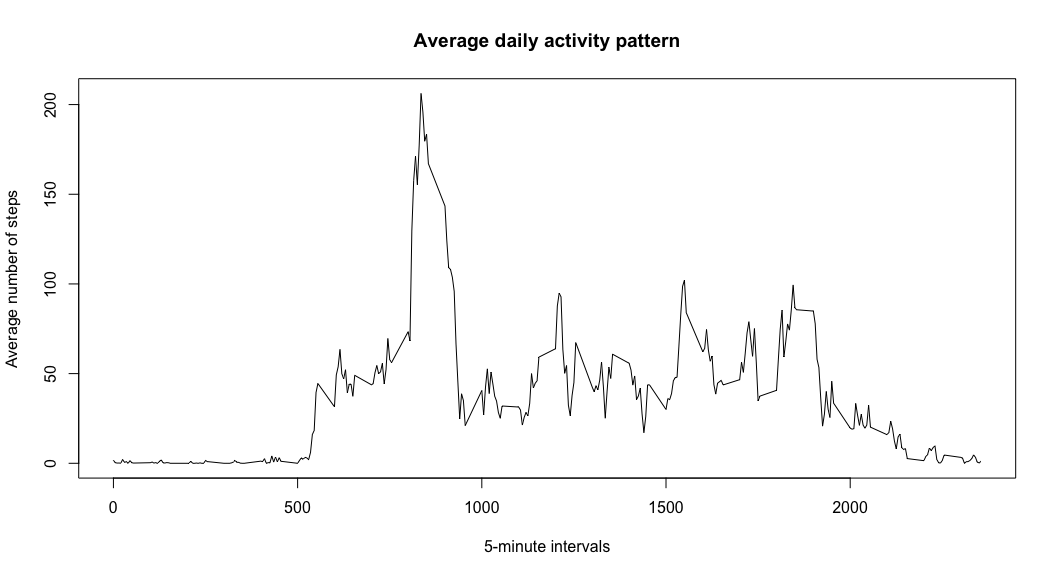 Average daily activity pattern
Average number of steps
200
150
100
50
0
0 500 1000 1500 2000
5-minute intervals